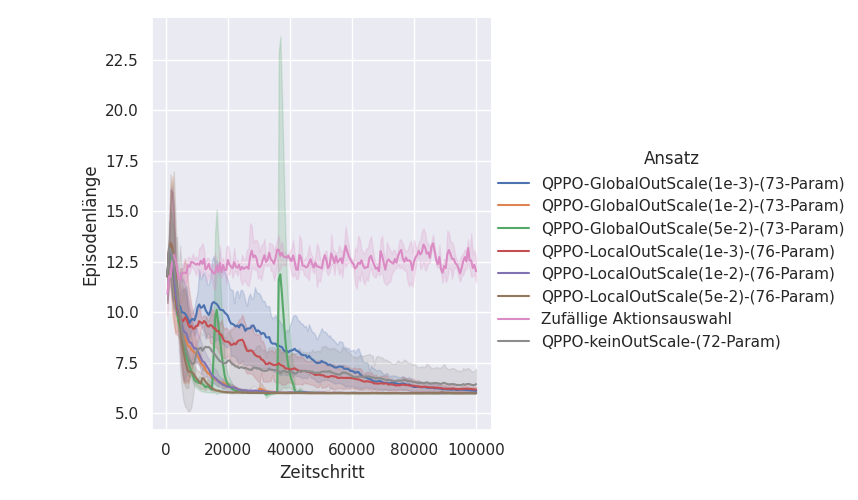 22.5
20.0
17.5
15.0
12.5
10.0
7.5
5.0
Episodenlänge
0 20000 40000 60000 80000 100000
Zeitschritt
Ansatz
QPPO-GlobalOutScale(1e-3)-(73-Param)
QPPO-GlobalOutScale(1e-2)-(73-Param)
QPPO-GlobalOutScale(5e-2)-(73-Param)
QPPO-LocalOutScale(1e-3)-(76-Param)
QPPO-LocalOutScale(1e-2)-(76-Param)
QPPO-LocalOutScale(5e-2)-(76-Param)
Zufällige Aktionsauswahl
QPPO-keinOutScale-(72-Param)